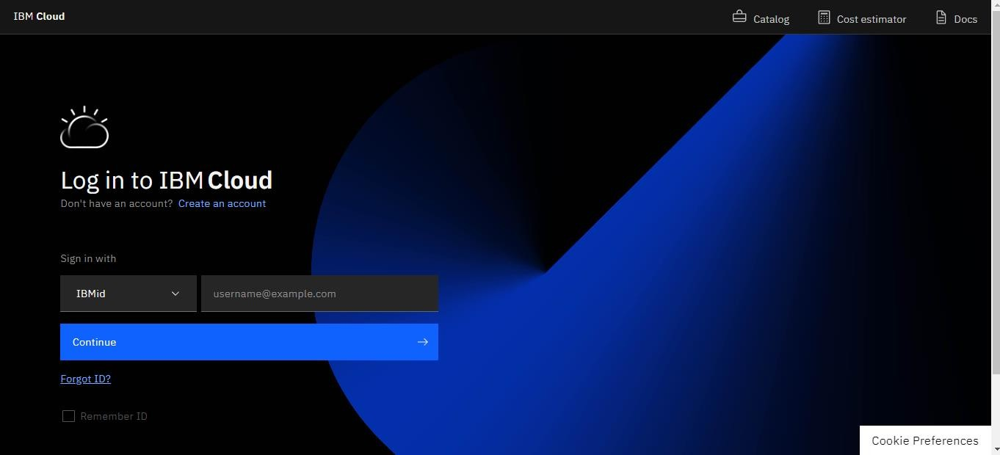 IBM Cloud
Catalog
Cost estimator
Docs
Log in to IBM Cloud
Don't have an account? Create an account
Sign in with
IBMid
username@example.com
Continue
Forgot ID?
Remember ID
Cookie Preferences